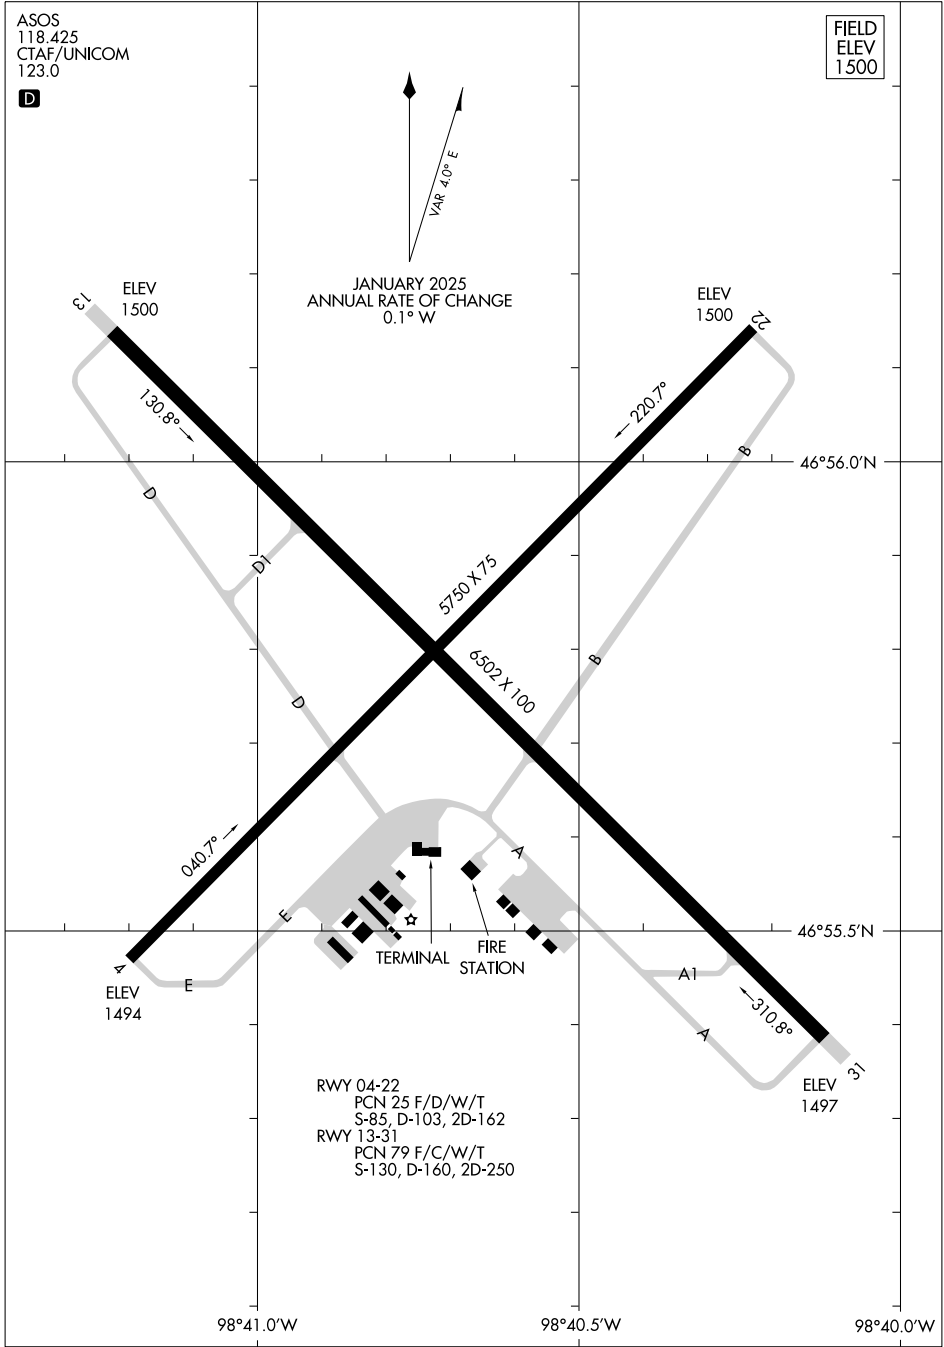 ASOS
118.425
CTAF/UNICOM
123.0
D
FIELD
ELEV
1500
VAR 4.0° E
JANUARY 2025
ANNUAL RATE OF CHANGE
0.1° W
13
ELEV
1500
ELEV
1500
22
130.8°
220.7°
46°56.0'N
B
D
D1
5750 X 75
6502 X 100
B
D
040.7°
A
E
46°55.5'N
TERMINAL
FIRE
STATION
4
ELEV
1494
E
A1
310.8°
A
31
ELEV
1497
RWY 04-22
PCN 25 F/D/W/T
S-85, D-103, 2D-162
RWY 13-31
PCN 79 F/C/W/T
S-130, D-160, 2D-250
98°41.0'W
98°40.5'W
98°40.0'W